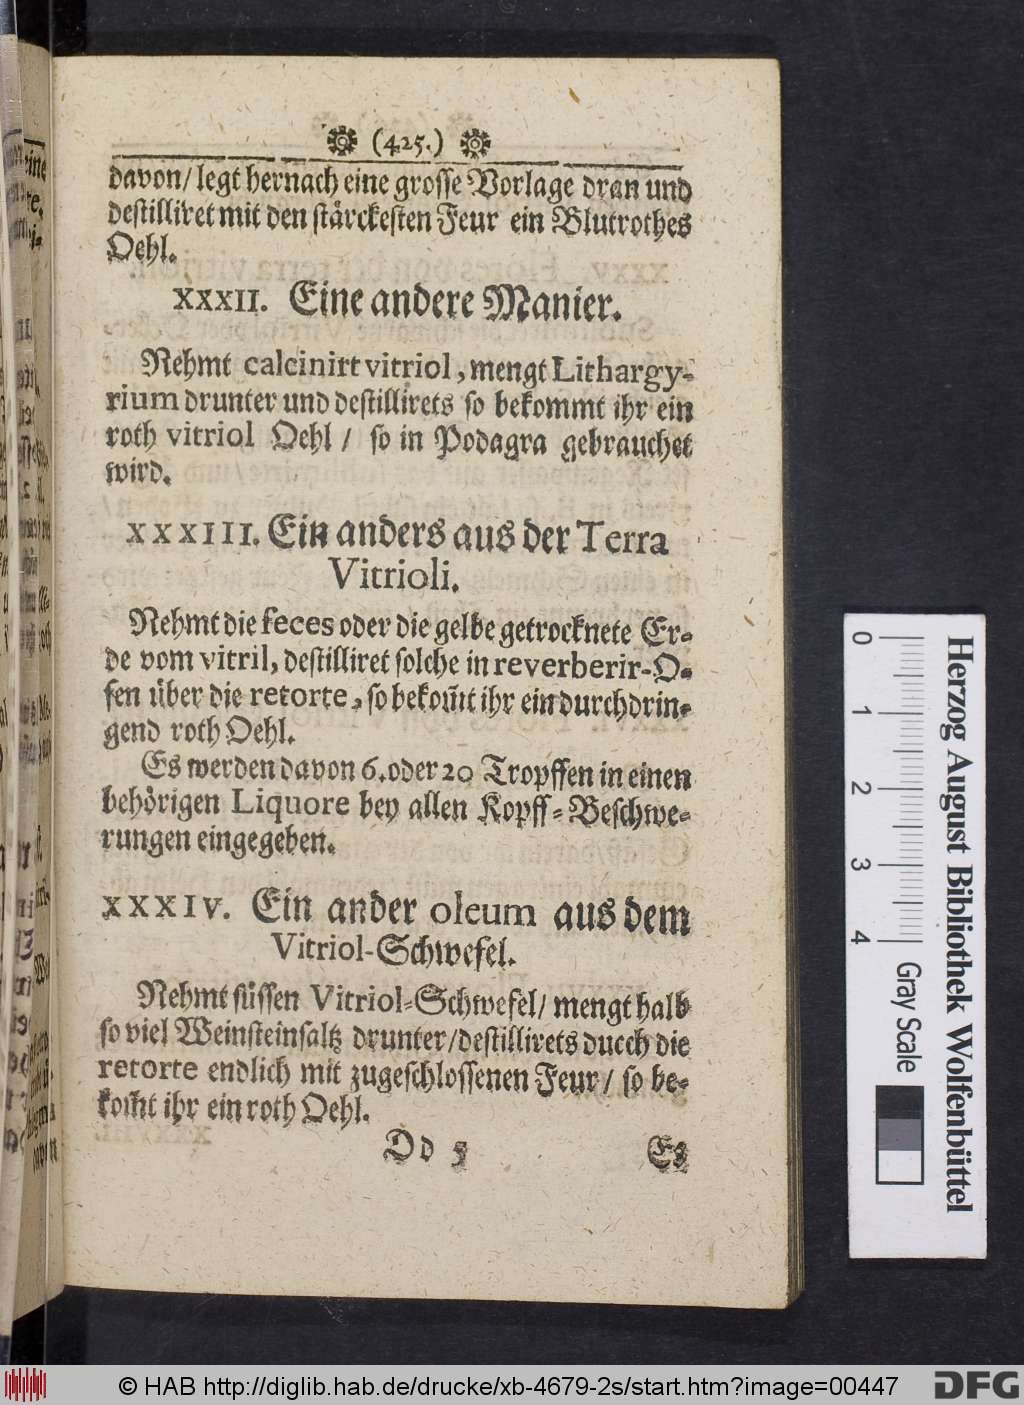 (425.)
davon/ legt hernach eine grosse Vorlage dran und
destilliret mit den stärckesten Feur ein Blutrothes
Oehl.
XXXII. Eine andere Manier.
Nehmt calcinirt vitriol, mengt Lithargy-
rium drunter und destillirets so bekommt ihr ein
roth vitriol Oehl / so in Podagra gebrauchet
wird.
XXXIII. Ein anders aus der Terra
Vitrioli.
Nehmt die feces oder die gelbe getrocknete Er-
de vom vitril, destilliret solche in reverberir-O-
fen über die retorte, so bekom̃t ihr ein durchdrin-
gend roth Oehl.
Es werden davon 6. oder 20 Tropffen in einen
behörigen Liquore bey allen Kopff-Beschwe-
rungen eingegeben.
XXXIV. Ein ander oleum aus dem
Vitriol-Schwefel.
Nehmt süssen Vitriol-Schwefel/ mengt halb
so viel Weinsteinsaltz drunter/destillirets ducch die
retorte endlich mit zugeschlossenen Feur/ so be-
kom̃t ihr ein roth Oehl.
Dd 5 Es
0 1 2 3 4
Herzog August Bibliothek Wolfenbüttel
Gray Scale
© HAB http://diglib.hab.de/drucke/xb-4679-2s/start.htm?image=00447
DFG